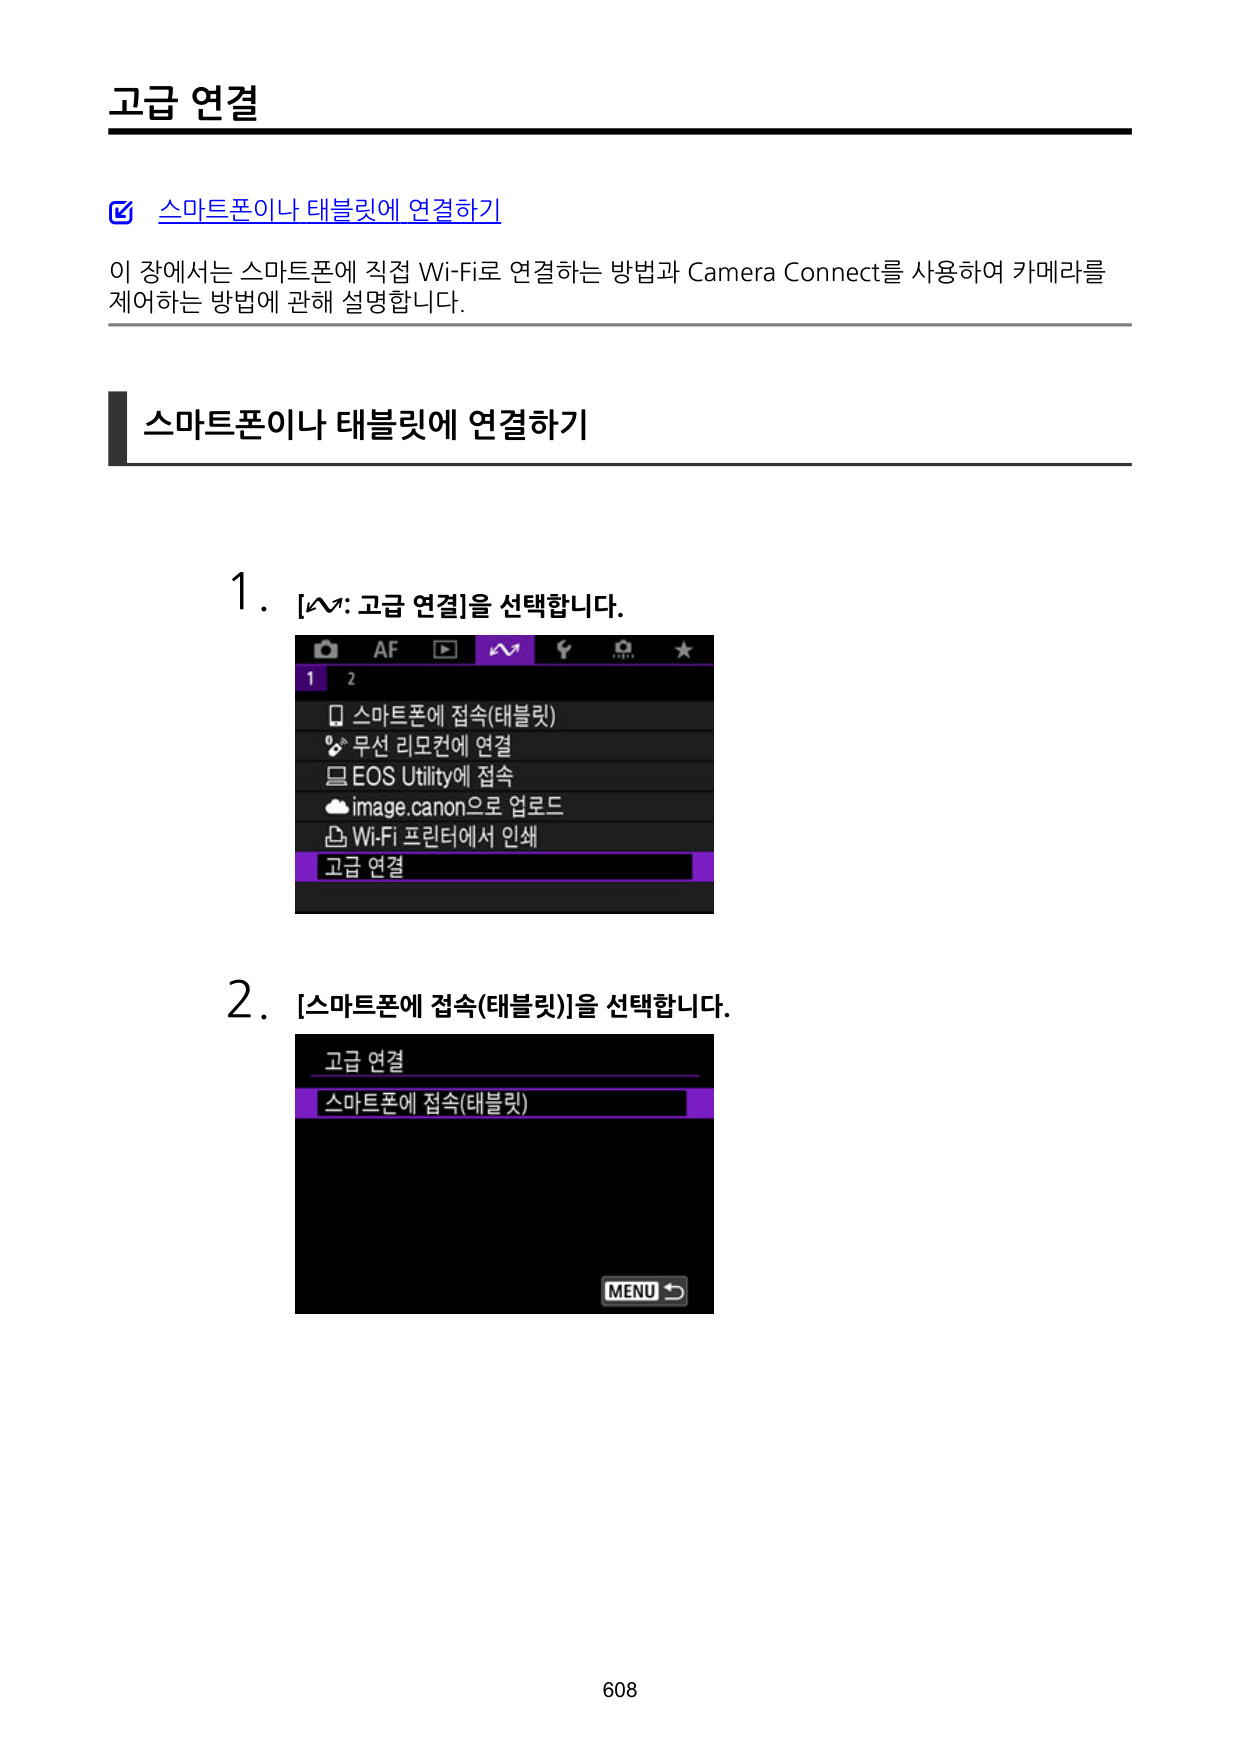 고급 연결
스마트폰이나 태블릿에 연결하기
이 장에서는 스마트폰에 직접 Wi-Fi로 연결하는 방법과 Camera Connect를 사용하여 카메라를
제어하는 방법에 관해 설명합니다.
스마트폰이나 태블릿에 연결하기
1. [: 고급 연결]을 선택합니다.
AF
1 2
스마트폰에 접속(태블릿)
무선 리모컨에 연결
EOS Utility에 접속
image.canon으로 업로드
Wi-Fi 프린터에서 인쇄
고급 연결
2. [스마트폰에 접속(태블릿)]을 선택합니다.
고급 연결
스마트폰에 접속(태블릿)
MENU
608